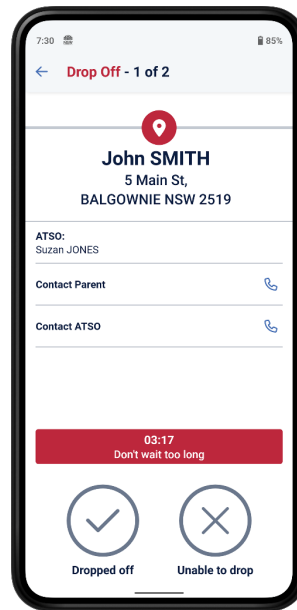 7:30 85%
Drop Off - 1 of 2
John SMITH
5 Main St,
BALGOWNIE NSW 2519
ATSO:
Suzan JONES
Contact Parent
Contact ATSO
03:17
Don't wait too long
Dropped off Unable to drop